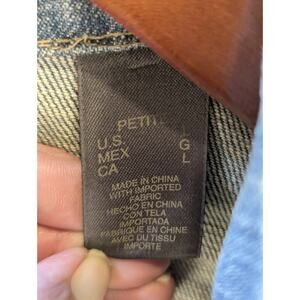 PETITE L
U.S.
MEX G
CA L
MADE IN CHINA
WITH IMPORTED
FABRIC
HECHO EN CHINA
CON TELA
IMPORTADA
FABRIQUE EN CHINE
AVEC DU TISSU
IMPORTE